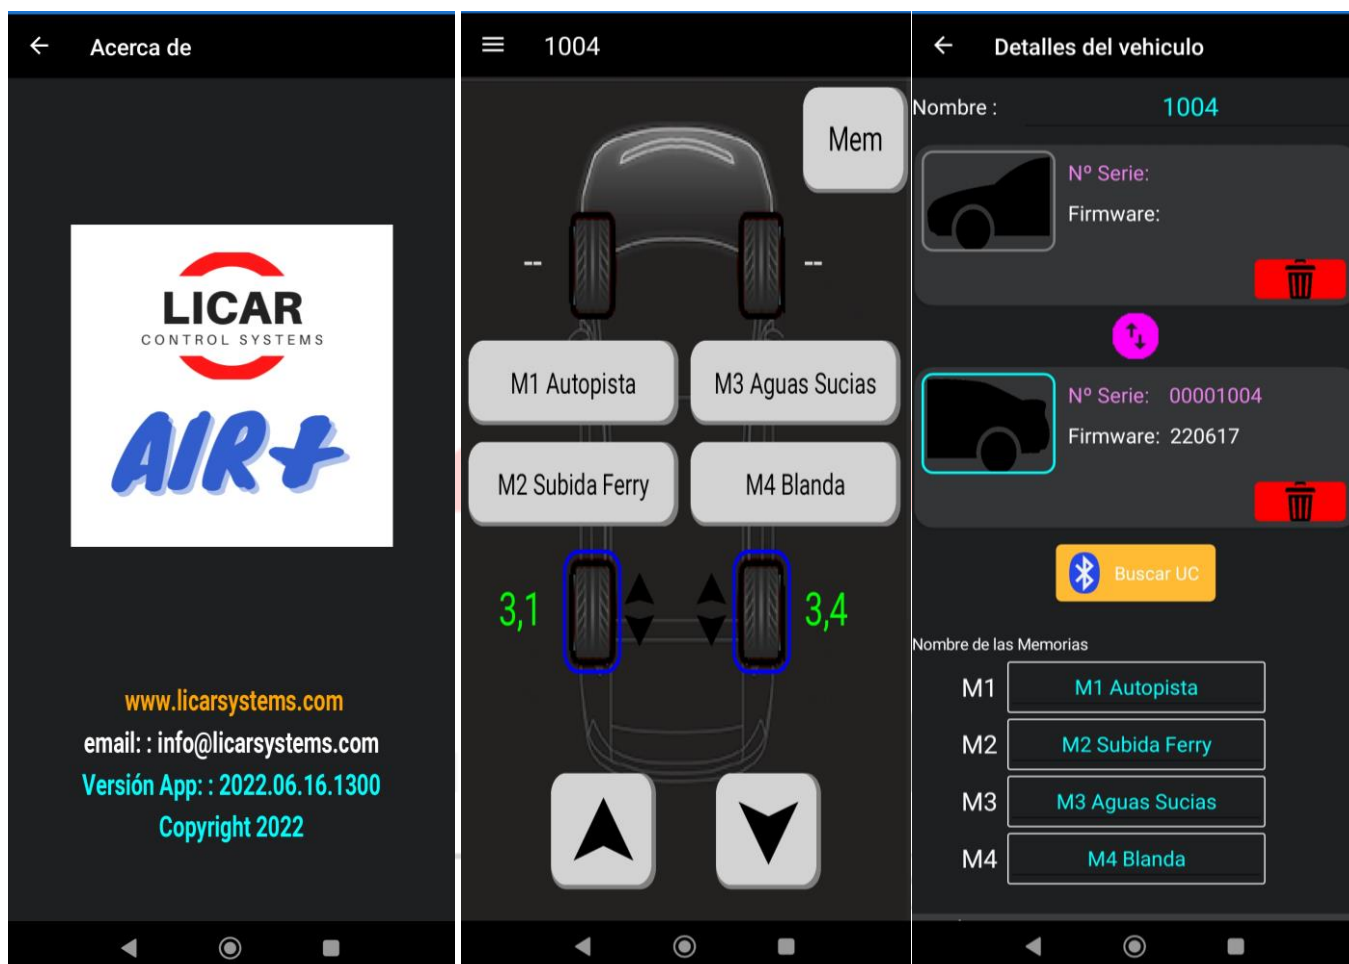 Acerca de
LICAR
CONTROL SYSTEMS
AIR+
www.licarsystems.com
email: : info@licarsystems.com
Versión App: : 2022.06.16.1300
Copyright 2022
1004
Mem
-- --
M1 Autopista M3 Aguas Sucias
M2 Subida Ferry M4 Blanda
3,1 3,4
Detalles del vehiculo
Nombre : 1004
Nº Serie:
Firmware:
Nº Serie: 00001004
Firmware: 220617
Buscar UC
Nombre de las Memorias
M1 M1 Autopista
M2 M2 Subida Ferry
M3 M3 Aguas Sucias
M4 M4 Blanda